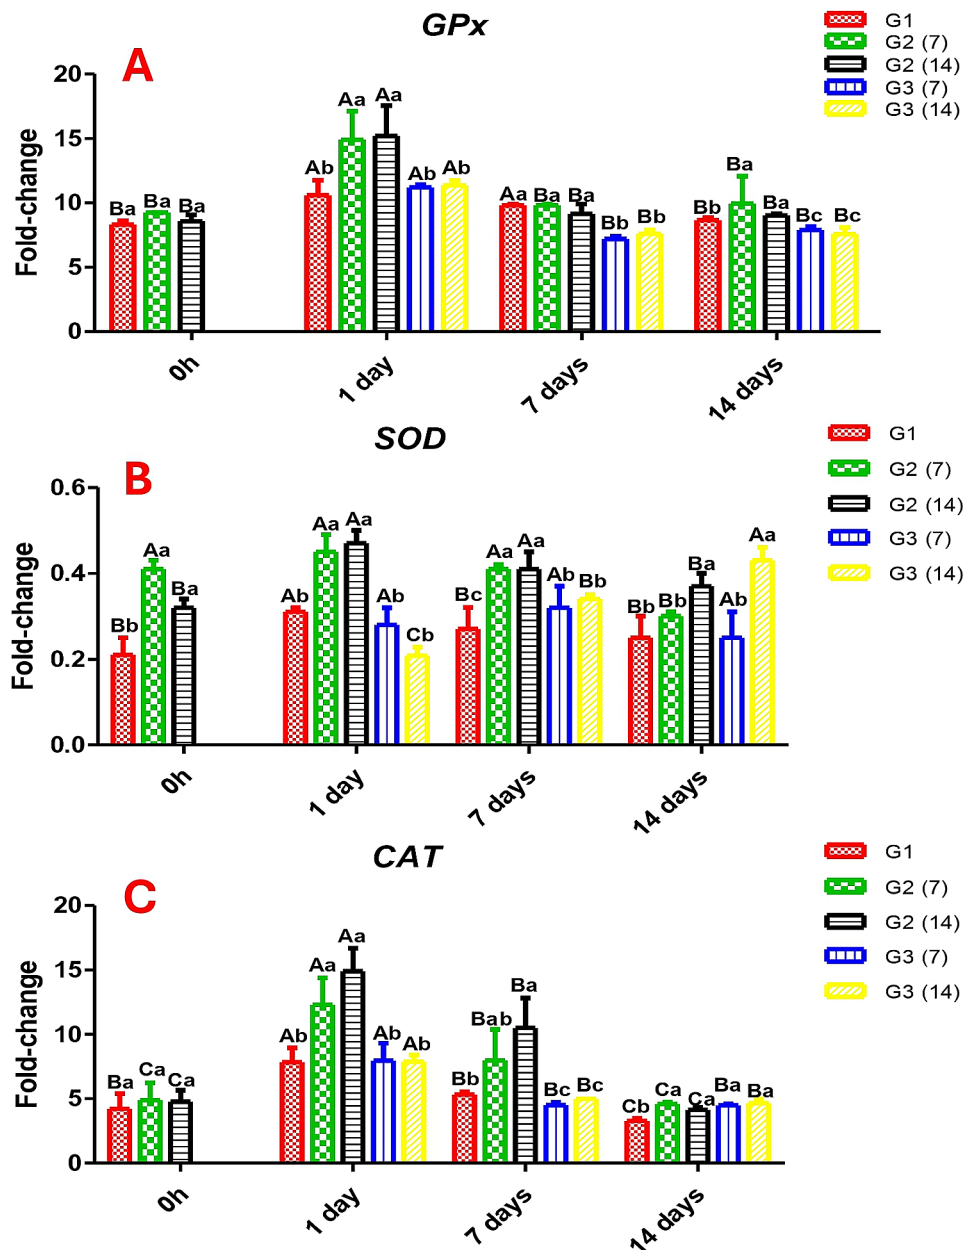 GPx
A
G1
G2 (7)
G2 (14)
G3 (7)
G3 (14)
Fold-change
20
15
10
5
0
Ba Ba Ba
Ab Aa Aa Ab Ab
Aa Ba Ba Bb Bb
Bb Ba Ba Bc Bc
0h
1 day
7 days
14 days
SOD
B
G1
G2 (7)
G2 (14)
G3 (7)
G3 (14)
Fold-change
0.6
0.4
0.2
0.0
Bb Aa Ba
Ab Aa Aa Ab Cb
Bc Aa Aa Ab Bb
Bb Bb Ba Ab Aa
0h
1 day
7 days
14 days
CAT
C
G1
G2 (7)
G2 (14)
G3 (7)
G3 (14)
Fold-change
20
15
10
5
0
Ba Ca Ca
Ab Aa Aa Ab Ab
Bb Bab Ba Bc Bc
Cb Ca Ca Ba Ba
0h
1 day
7 days
14 days